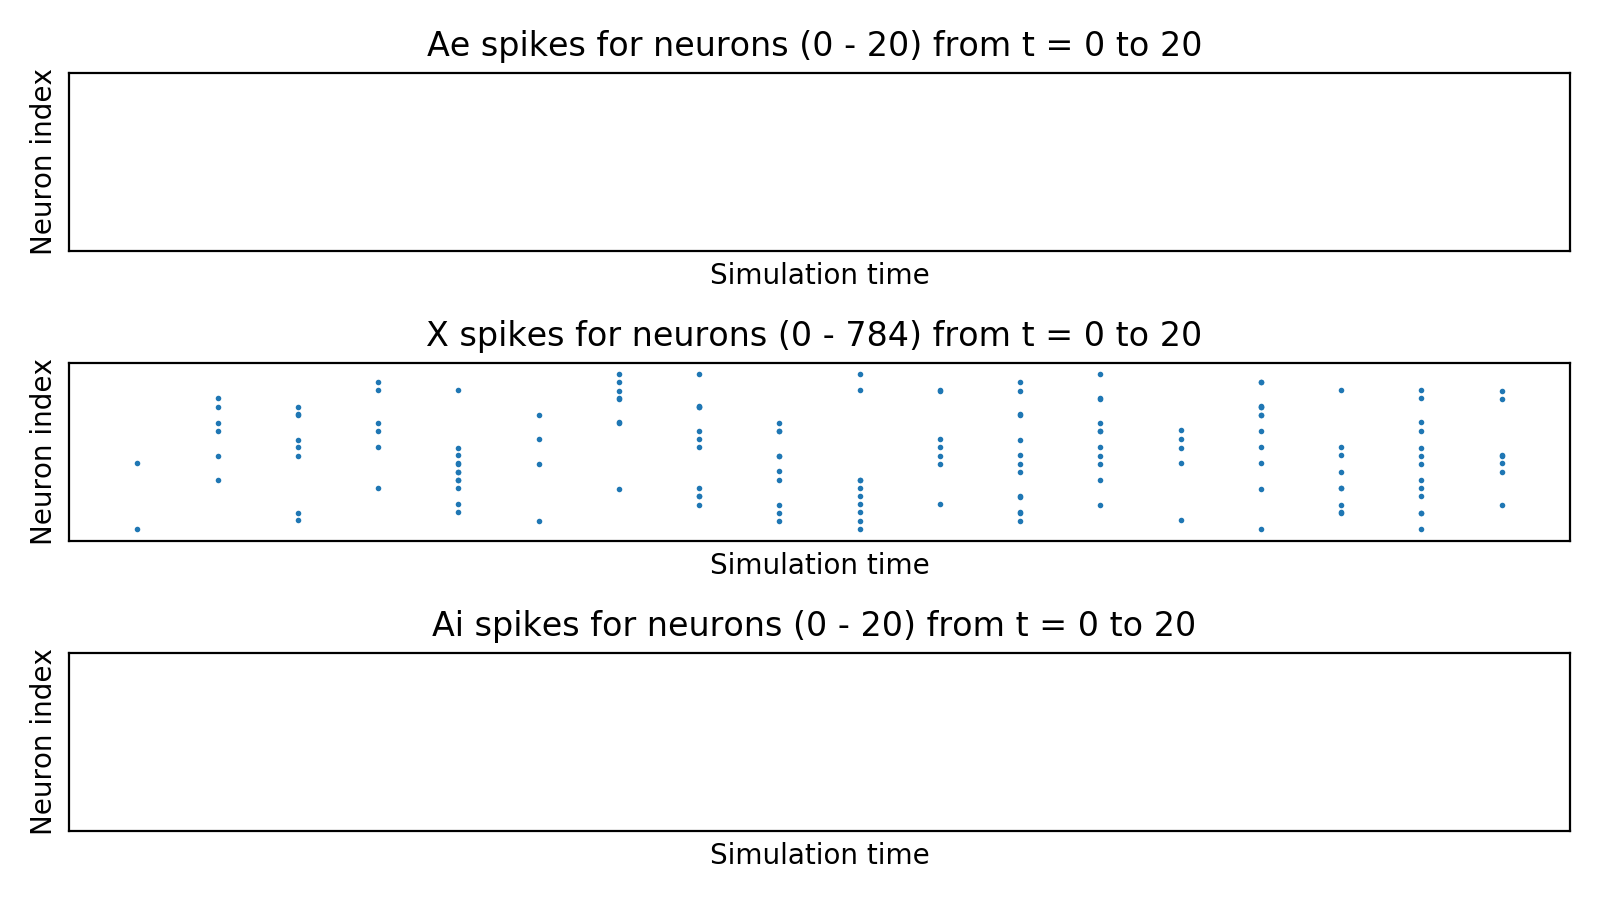 Ae spikes for neurons (0 - 20) from t = 0 to 20
Neuron index
Simulation time
X spikes for neurons (0 - 784) from t = 0 to 20
Neuron index
Simulation time
Ai spikes for neurons (0 - 20) from t = 0 to 20
Neuron index
Simulation time